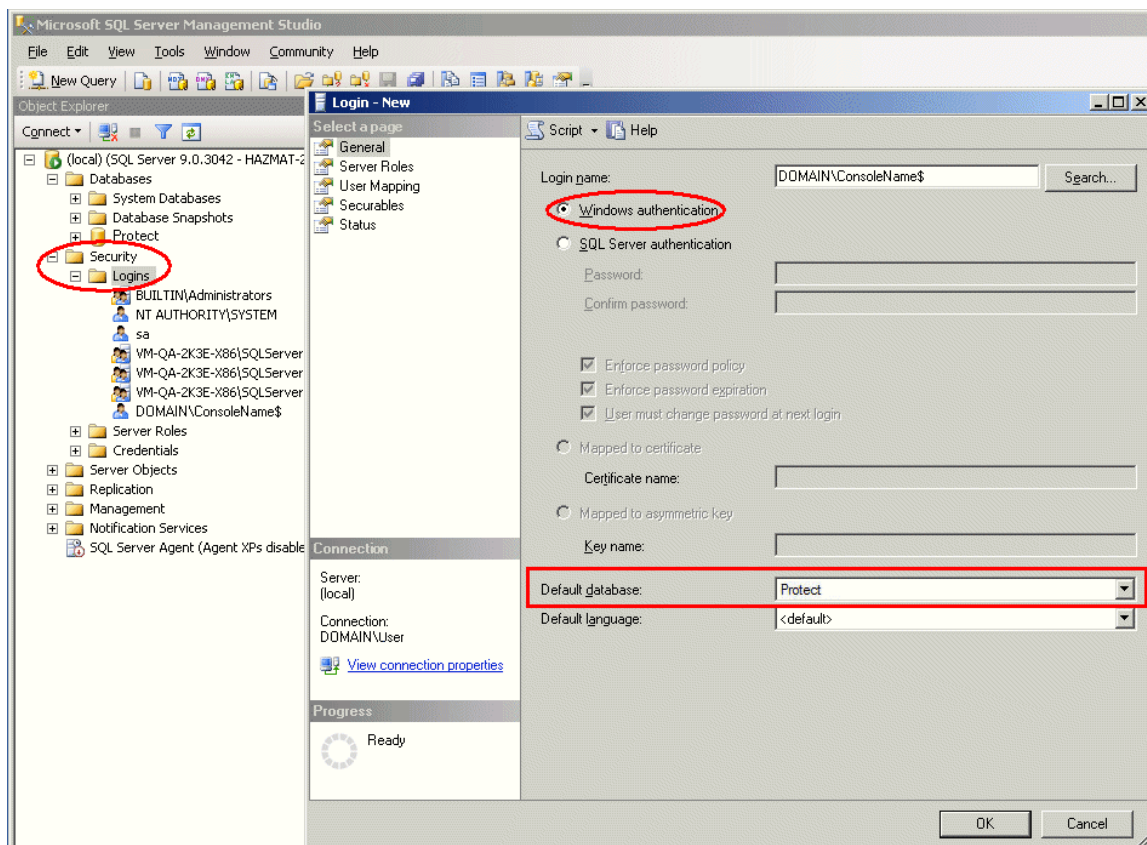 Microsoft SQL Server Management Studio
File Edit View Tools Window Community Help
New Query
Object Explorer
Connect
(local) (SQL Server 9.0.3042 - HAZMAT-2
Databases
System Databases
Database Snapshots
Protect
Security
Logins
BUILTIN\Administrators
NT AUTHORITY\SYSTEM
sa
VM-QA-2K3E-X86\SQLServer
VM-QA-2K3E-X86\SQLServer
VM-QA-2K3E-X86\SQLServer
DOMAIN\ConsoleName$
Server Roles
Credentials
Server Objects
Replication
Management
Notification Services
SQL Server Agent (Agent XPs disable
Login - New
Select a page
General
Server Roles
User Mapping
Securables
Status
Connection
Server:
(local)
Connection:
DOMAIN\User
View connection properties
Progress
Ready
Script Help
Login name: DOMAIN\ConsoleName$ Search...
Windows authentication
SQL Server authentication
Password:
Confirm password:
Enforce password policy
Enforce password expiration
User must change password at next login
Mapped to certificate
Certificate name:
Mapped to asymmetric key
Key name:
Default database: Protect
Default language: <default>
OK Cancel